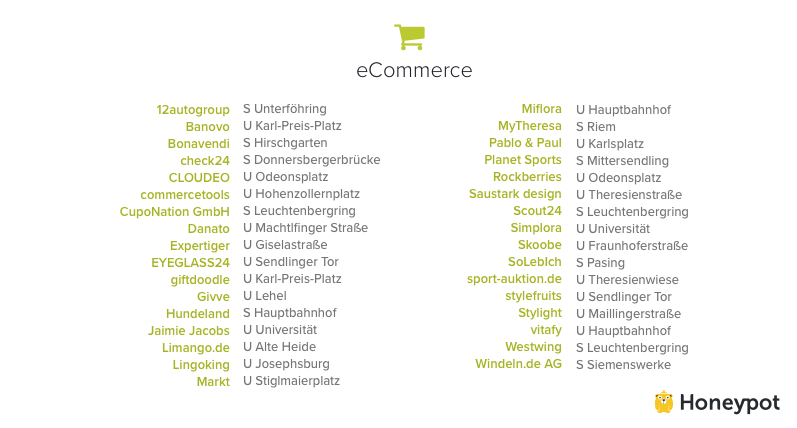 eCommerce
12autogroup S Unterföhring
Banovo U Karl-Preis-Platz
Bonavendi S Hirschgarten
check24 S Donnersbergerbrücke
CLOUDEO U Odeonsplatz
commercetools U Hohenzollernplatz
CupoNation GmbH S Leuchtenbergring
Danato U Machtlfinger Straße
Expertiger U Giselastraße
EYEGLASS24 U Sendlinger Tor
giftdoodle U Karl-Preis-Platz
Givve U Lehel
Hundeland S Hauptbahnhof
Jaimie Jacobs U Universität
Limango.de U Alte Heide
Lingoking U Josephsburg
Markt U Stiglmaierplatz
Miflora U Hauptbahnhof
MyTheresa S Riem
Pablo & Paul U Karlsplatz
Planet Sports S Mittersendling
Rockberries U Odeonsplatz
Saustark design U Theresienstraße
Scout24 S Leuchtenbergring
Simplora U Universität
Skoobe U Fraunhoferstraße
SoLebIch S Pasing
sport-auktion.de U Theresienwiese
stylefruits U Sendlinger Tor
Stylight U Maillingerstraße
vitafy U Hauptbahnhof
Westwing S Leuchtenbergring
Windeln.de AG S Siemenswerke
Honeypot